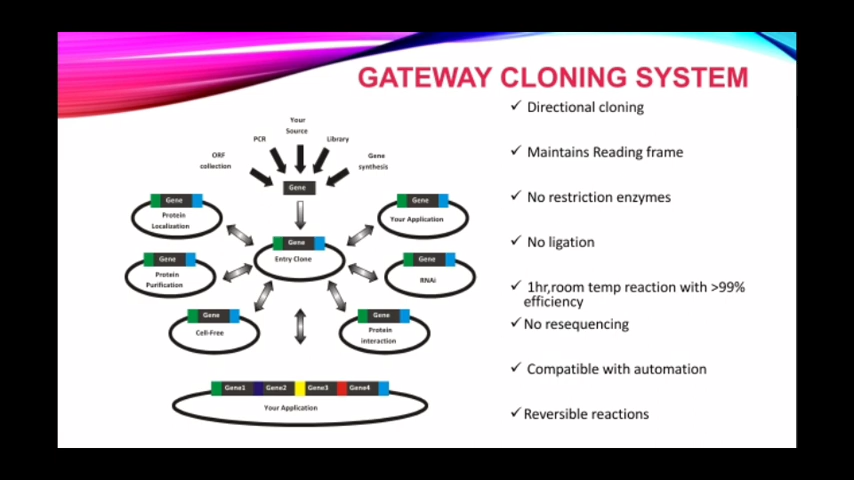 GATEWAY CLONING SYSTEM
Your
Source
PCR
Library
ORF
collection
Gene
synthesis
Gene
Gene
Protein
Localization
Gene
Your Application
Gene
Entry Clone
Gene
Protein
Purification
Gene
RNAi
Gene
Cell-Free
Gene
Protein
interaction
Gene1 Gene2 Gene3 Gene4
Your Application
✓ Directional cloning
✓ Maintains Reading frame
✓ No restriction enzymes
✓ No ligation
✓ 1hr,room temp reaction with >99%
efficiency
✓ No resequencing
✓ Compatible with automation
✓ Reversible reactions